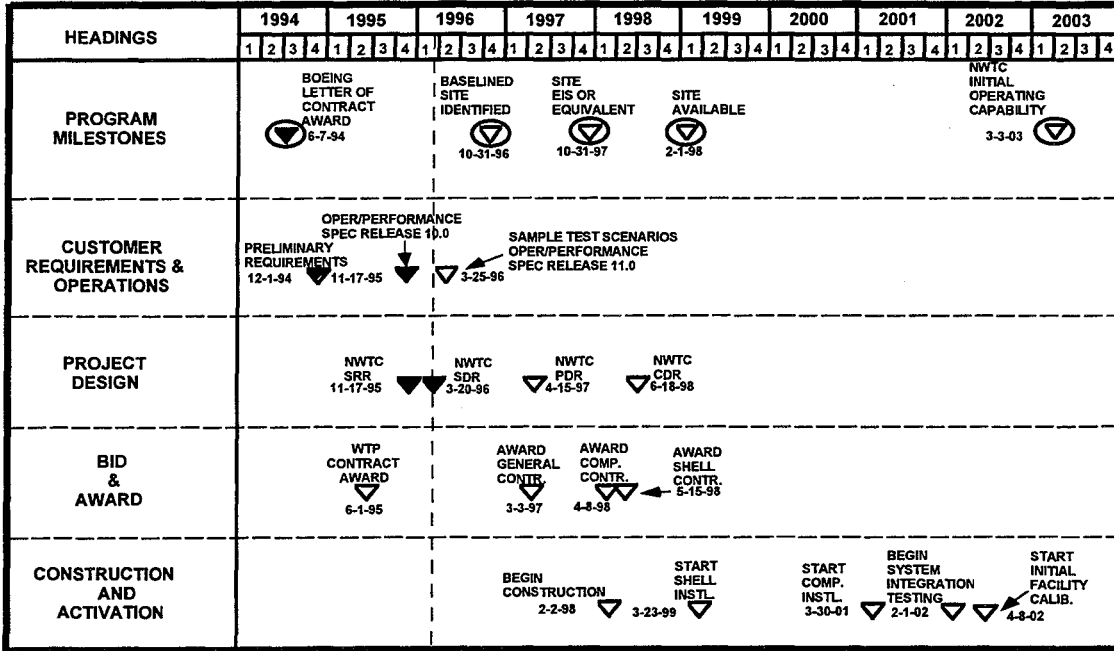 HEADINGS
1994 1995 1996 1997 1998 1999 2000 2001 2002 2003
1 2 3 4 1 2 3 4 1 2 3 4 1 2 3 4 1 2 3 4 1 2 3 4 1 2 3 4 1 2 3 4 1 2 3 4 1 2 3 4
PROGRAM
MILESTONES
BOEING
LETTER OF
CONTRACT
AWARD
6-7-94
BASELINED
SITE
IDENTIFIED
10-31-96
SITE
EIS OR
EQUIVALENT
10-31-97
SITE
AVAILABLE
2-1-98
NWTC
INITIAL
OPERATING
CAPABILITY
3-3-03
CUSTOMER
REQUIREMENTS &
OPERATIONS
PRELIMINARY
REQUIREMENTS
12-1-94
OPER/PERFORMANCE
SPEC RELEASE 10.0
11-17-95
SAMPLE TEST SCENARIOS
OPER/PERFORMANCE
SPEC RELEASE 11.0
3-25-96
PROJECT
DESIGN
NWTC
SRR
11-17-95
NWTC
SDR
3-20-96
NWTC
PDR
4-15-97
NWTC
CDR
6-18-98
BID
&
AWARD
WTP
CONTRACT
AWARD
6-1-95
AWARD
GENERAL
CONTR.
3-3-97
AWARD
COMP.
CONTR.
4-8-98
AWARD
SHELL
CONTR.
5-15-98
CONSTRUCTION
AND
ACTIVATION
BEGIN
CONSTRUCTION
2-2-98
START
SHELL
INSTL.
3-23-99
START
COMP.
INSTL.
3-30-01
BEGIN
SYSTEM
INTEGRATION
TESTING
2-1-02
START
INITIAL
FACILITY
CALIB.
4-8-02